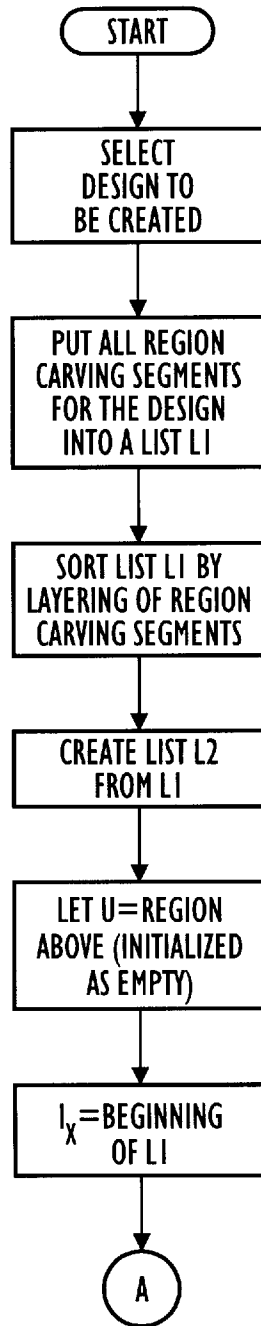 START
SELECT
DESIGN TO
BE CREATED
PUT ALL REGION
CARVING SEGMENTS
FOR THE DESIGN
INTO A LIST L1
SORT LIST L1 BY
LAYERING OF REGION
CARVING SEGMENTS
CREATE LIST L2
FROM L1
LET U=REGION
ABOVE (INITIALIZED
AS EMPTY)
I_X=BEGINNING
OF L1
A